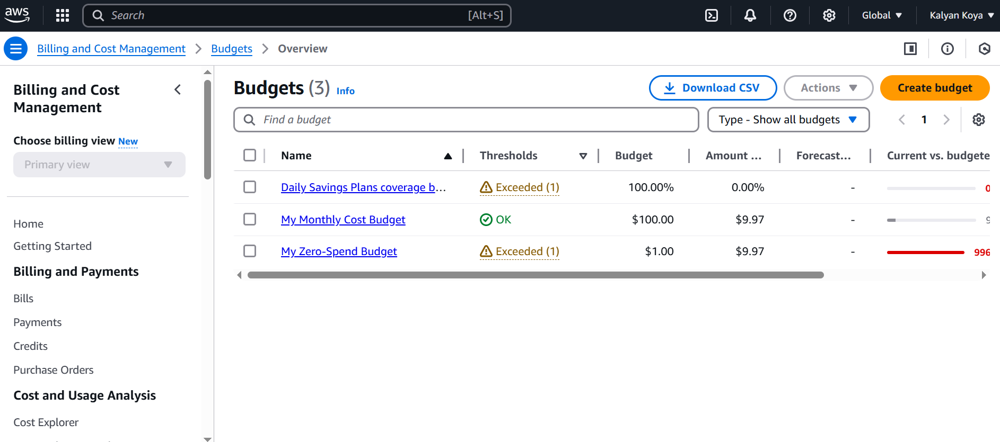 aws
Search [Alt+S]
Global
Kalyan Koya
Billing and Cost Management
Budgets
Overview
Billing and Cost
Management
Choose billing view New
Primary view
Home
Getting Started
Billing and Payments
Bills
Payments
Credits
Purchase Orders
Cost and Usage Analysis
Cost Explorer
Budgets (3) Info
Download CSV
Actions
Create budget
Find a budget
Type - Show all budgets
1
Name Thresholds Budget Amount ... Forecast... Current vs. budgete
Daily Savings Plans coverage b... Exceeded (1) 100.00% 0.00% - 0
My Monthly Cost Budget OK $100.00 $9.97 - 9
My Zero-Spend Budget Exceeded (1) $1.00 $9.97 - 996